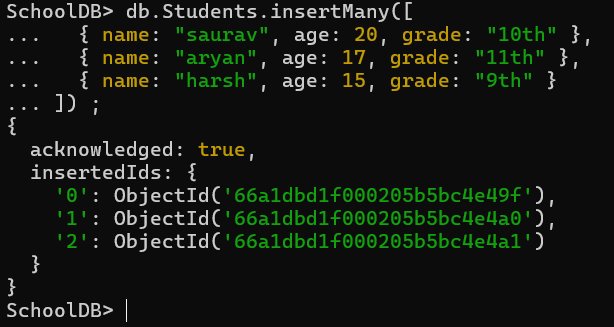 SchoolDB> db.Students.insertMany([
...   { name: "saurav", age: 20, grade: "10th" },
...   { name: "aryan", age: 17, grade: "11th" },
...   { name: "harsh", age: 15, grade: "9th" }
... ]) ;
{
  acknowledged: true,
  insertedIds: {
    '0': ObjectId('66a1dbd1f000205b5bc4e49f'),
    '1': ObjectId('66a1dbd1f000205b5bc4e4a0'),
    '2': ObjectId('66a1dbd1f000205b5bc4e4a1')
  }
}
SchoolDB>